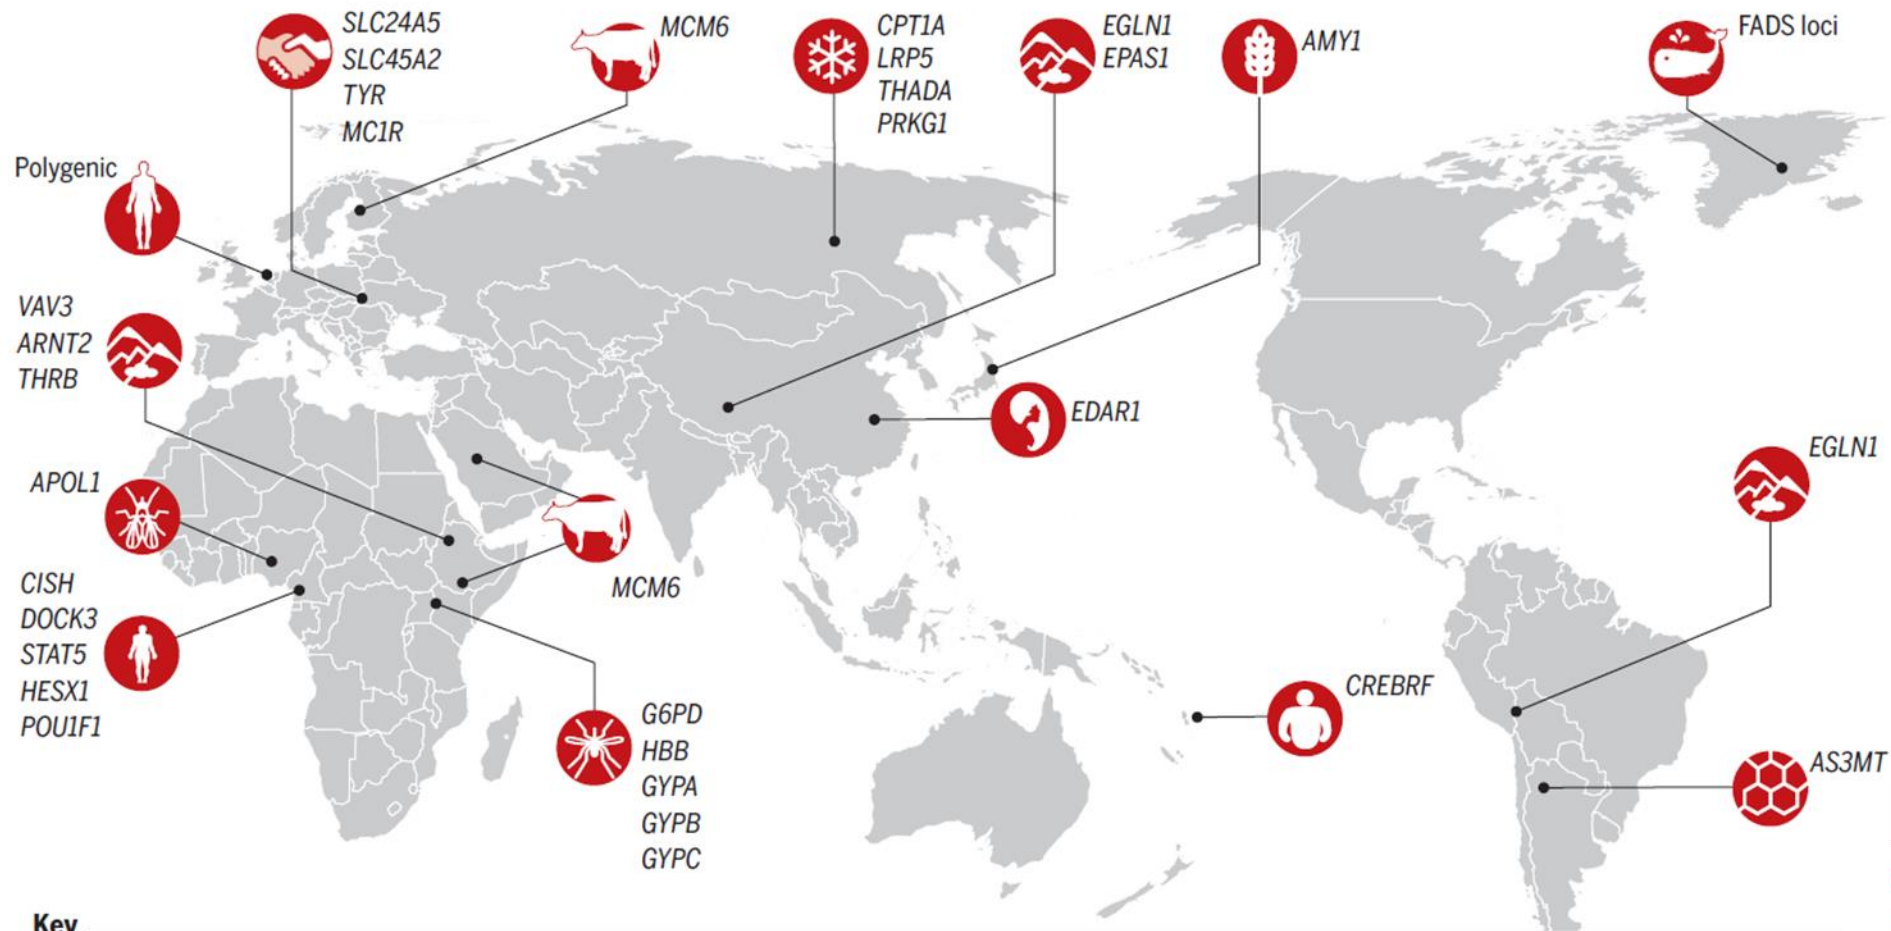 SLC24A5
SLC45A2
TYR
MC1R
MCM6
CPT1A
LRP5
THADA
PRKG1
EGLN1
EPAS1
AMY1
FADS loci
Polygenic
VAV3
ARNT2
THRB
EDAR1
APOL1
EGLN1
MCM6
CISH
DOCK3
STAT5
HESX1
POU1F1
G6PD
HBB
GYPA
GYPB
GYPC
CREBRF
AS3MT
Key